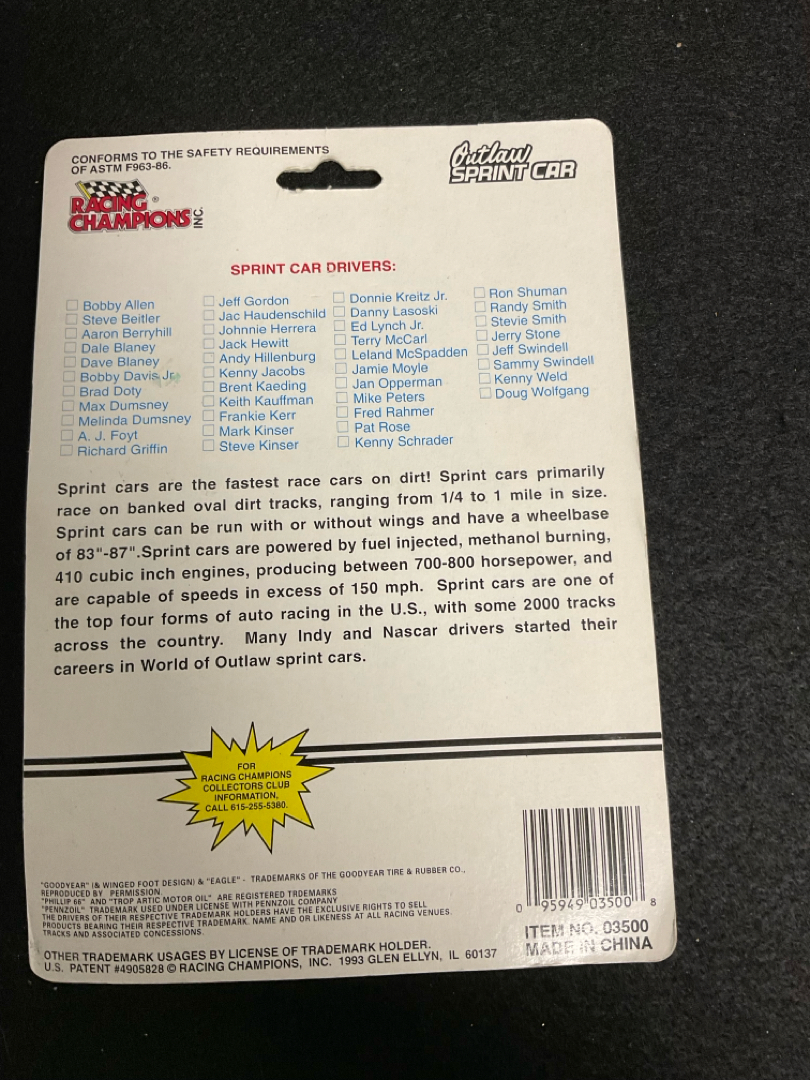 CONFORMS TO THE SAFETY REQUIREMENTS
OF ASTM F963-86.
RACING ®
CHAMPIONS INC.
Outlaw
SPRINT CAR
SPRINT CAR DRIVERS:
Bobby Allen
Steve Beitler
Aaron Berryhill
Dale Blaney
Dave Blaney
Bobby Davis Jr.
Brad Doty
Max Dumsney
Melinda Dumsney
A. J. Foyt
Richard Griffin
Jeff Gordon
Jac Haudenschild
Johnnie Herrera
Jack Hewitt
Andy Hillenburg
Kenny Jacobs
Brent Kaeding
Keith Kauffman
Frankie Kerr
Mark Kinser
Steve Kinser
Donnie Kreitz Jr.
Danny Lasoski
Ed Lynch Jr.
Terry McCarl
Leland McSpadden
Jamie Moyle
Jan Opperman
Mike Peters
Fred Rahmer
Pat Rose
Kenny Schrader
Ron Shuman
Randy Smith
Stevie Smith
Jerry Stone
Jeff Swindell
Sammy Swindell
Kenny Weld
Doug Wolfgang
Sprint cars are the fastest race cars on dirt! Sprint cars primarily
race on banked oval dirt tracks, ranging from 1/4 to 1 mile in size.
Sprint cars can be run with or without wings and have a wheelbase
of 83"-87".Sprint cars are powered by fuel injected, methanol burning,
410 cubic inch engines, producing between 700-800 horsepower, and
are capable of speeds in excess of 150 mph. Sprint cars are one of
the top four forms of auto racing in the U.S., with some 2000 tracks
across the country. Many Indy and Nascar drivers started their
careers in World of Outlaw sprint cars.
FOR
RACING CHAMPIONS
COLLECTORS CLUB
INFORMATION,
CALL 615-255-5380.
"GOODYEAR" (& WINGED FOOT DESIGN) & "EAGLE" - TRADEMARKS OF THE GOODYEAR TIRE & RUBBER CO.,
REPRODUCED BY PERMISSION.
"PHILLIP 66" AND "TROP ARTIC MOTOR OIL" ARE REGISTERED TRDEMARKS
"PENNZOIL" TRADEMARK USED UNDER LICENSE WITH PENNZOIL COMPANY
THE DRIVERS OF THEIR RESPECTIVE TRADEMARK HOLDERS HAVE THE EXCLUSIVE RIGHTS TO SELL
PRODUCTS BEARING THEIR RESPECTIVE TRADEMARK. NAME AND OR LIKENESS AT ALL RACING VENUES.
TRACKS AND ASSOCIATED CONCESSIONS.
OTHER TRADEMARK USAGES BY LICENSE OF TRADEMARK HOLDER.
U.S. PATENT #4905828 © RACING CHAMPIONS, INC. 1993 GLEN ELLYN, IL 60137
0 95949 03500 8
ITEM NO. 03500
MADE IN CHINA